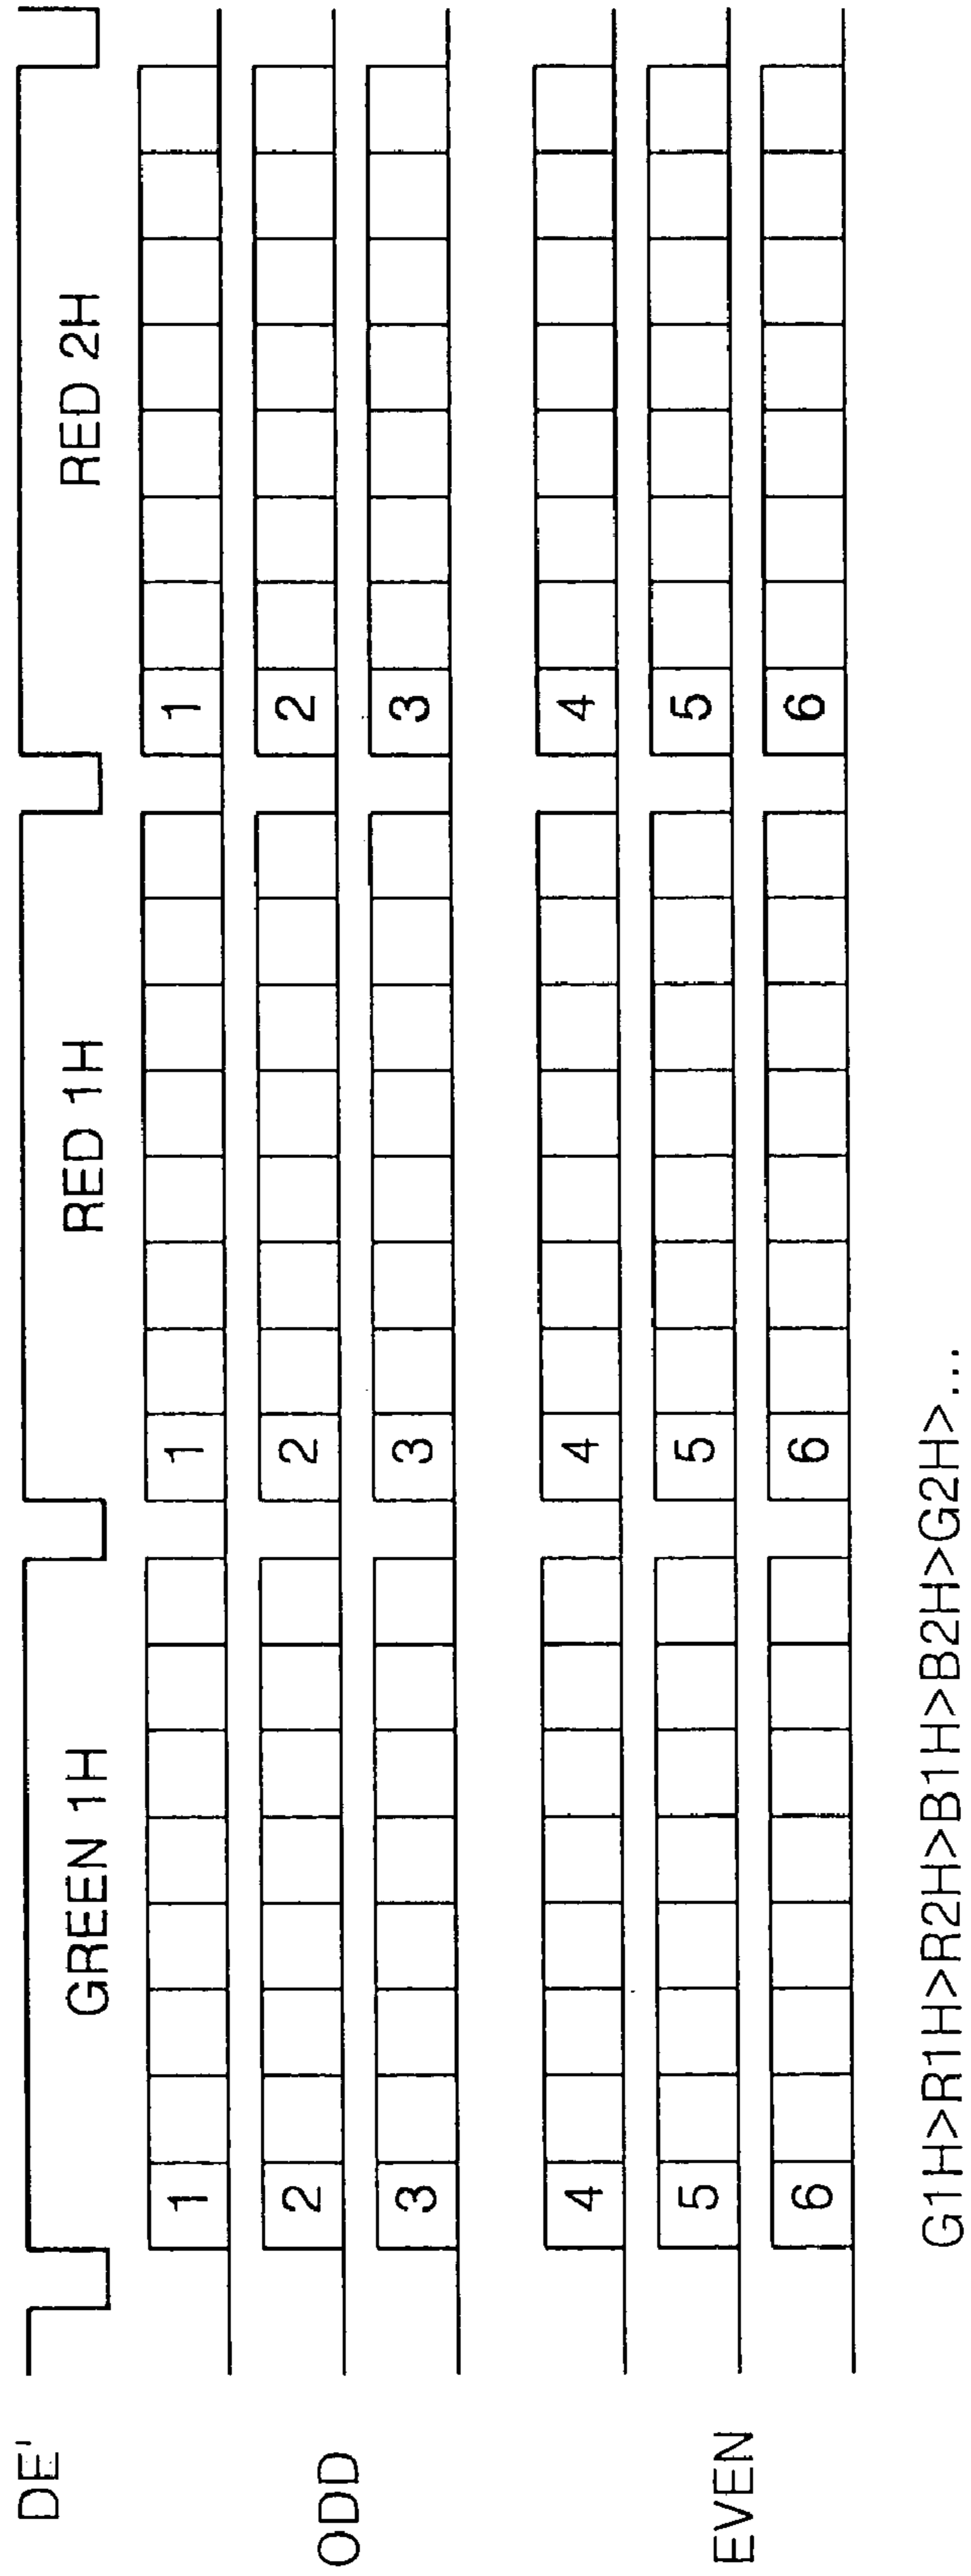 DE' GREEN 1H RED 1H RED 2H
1 1 1
ODD 2 2 2
3 3 3
4 4 4
EVEN 5 5 5
6 6 6
G1H>R1H>R2H>B1H>B2H>G2H>...